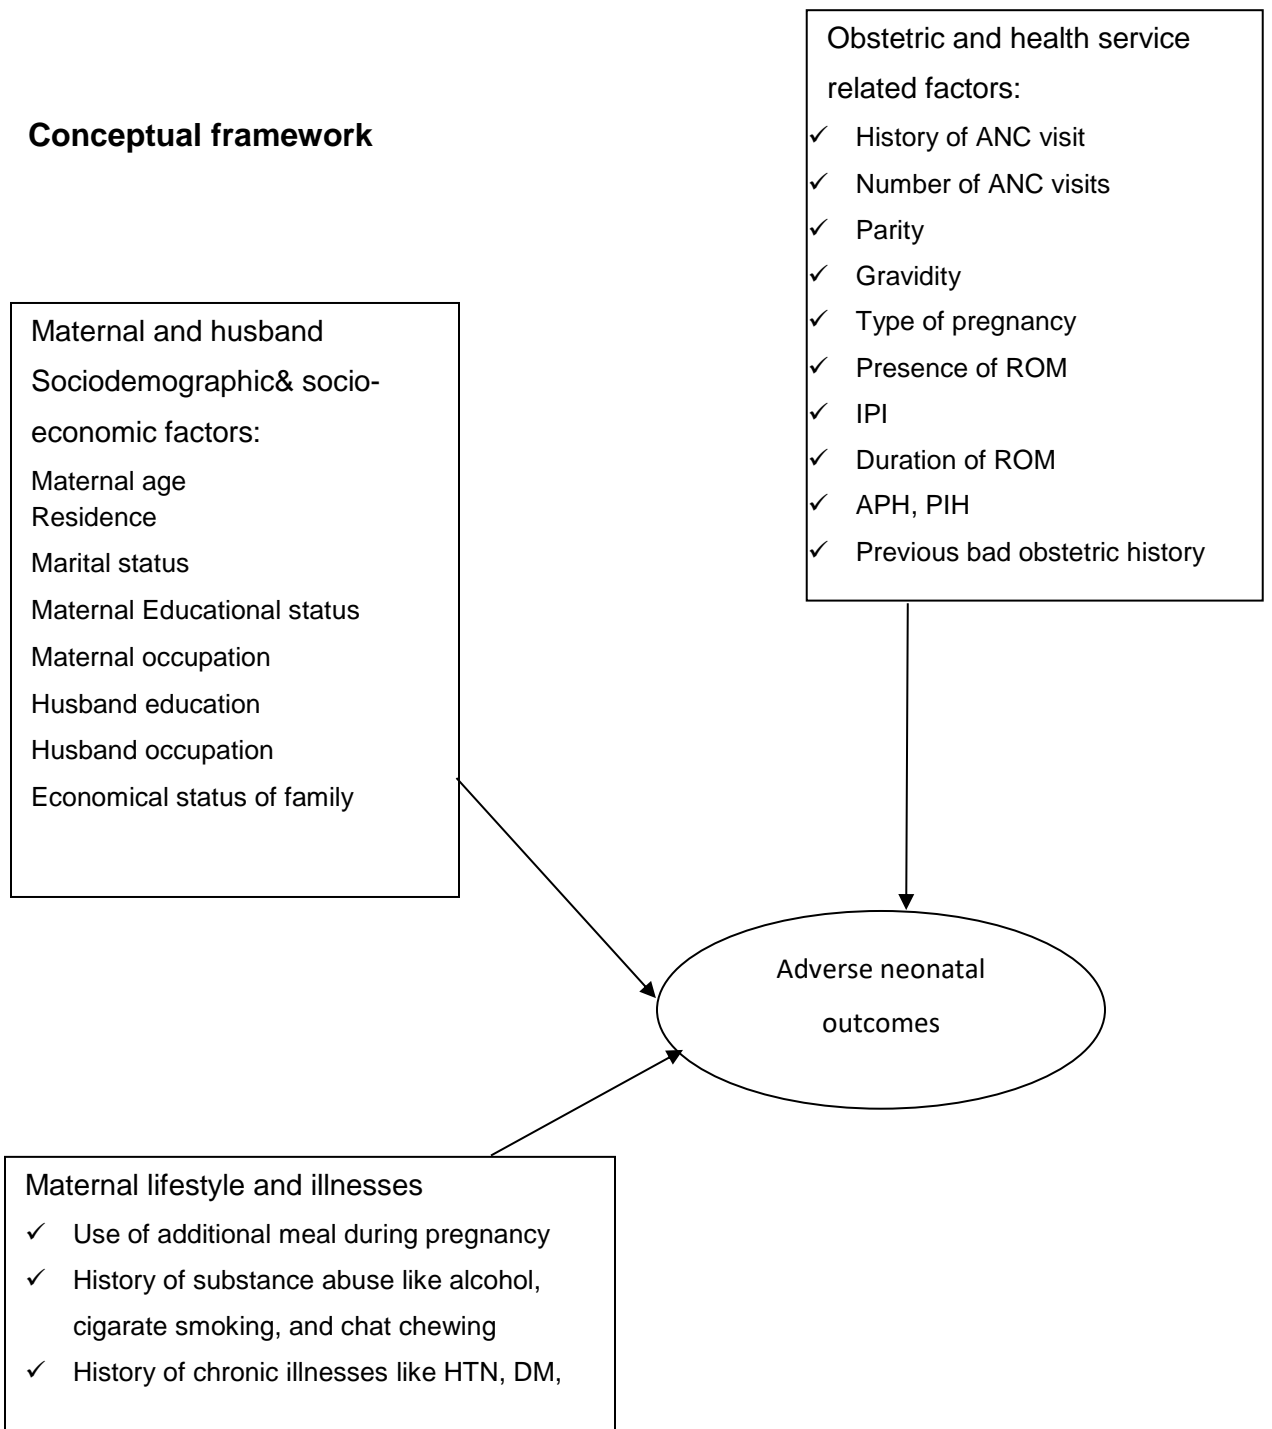 Conceptual framework
Obstetric and health service
related factors:
✓ History of ANC visit
✓ Number of ANC visits
✓ Parity
✓ Gravidity
✓ Type of pregnancy
✓ Presence of ROM
✓ IPI
✓ Duration of ROM
✓ APH, PIH
✓ Previous bad obstetric history
Maternal and husband
Sociodemographic& socio-
economic factors:
Maternal age
Residence
Marital status
Maternal Educational status
Maternal occupation
Husband education
Husband occupation
Economical status of family
Adverse neonatal
outcomes
Maternal lifestyle and illnesses
✓ Use of additional meal during pregnancy
✓ History of substance abuse like alcohol,
cigarate smoking, and chat chewing
✓ History of chronic illnesses like HTN, DM,